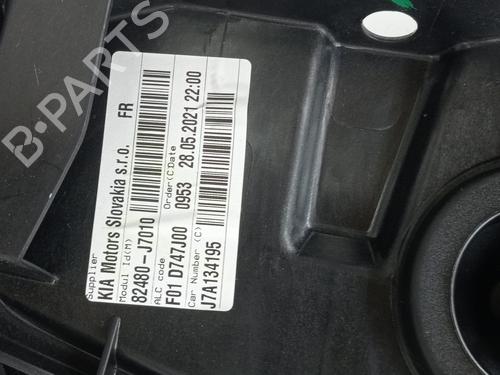 Supplier
KIA Motors Slovakia s.r.o. FR
Modul Id(M)
82480-J7010
ALC code Order(C:Date
F01 D747J00 0953 28.05.2021 22:00
Car Number (C)
J7A134195
B-PARTS